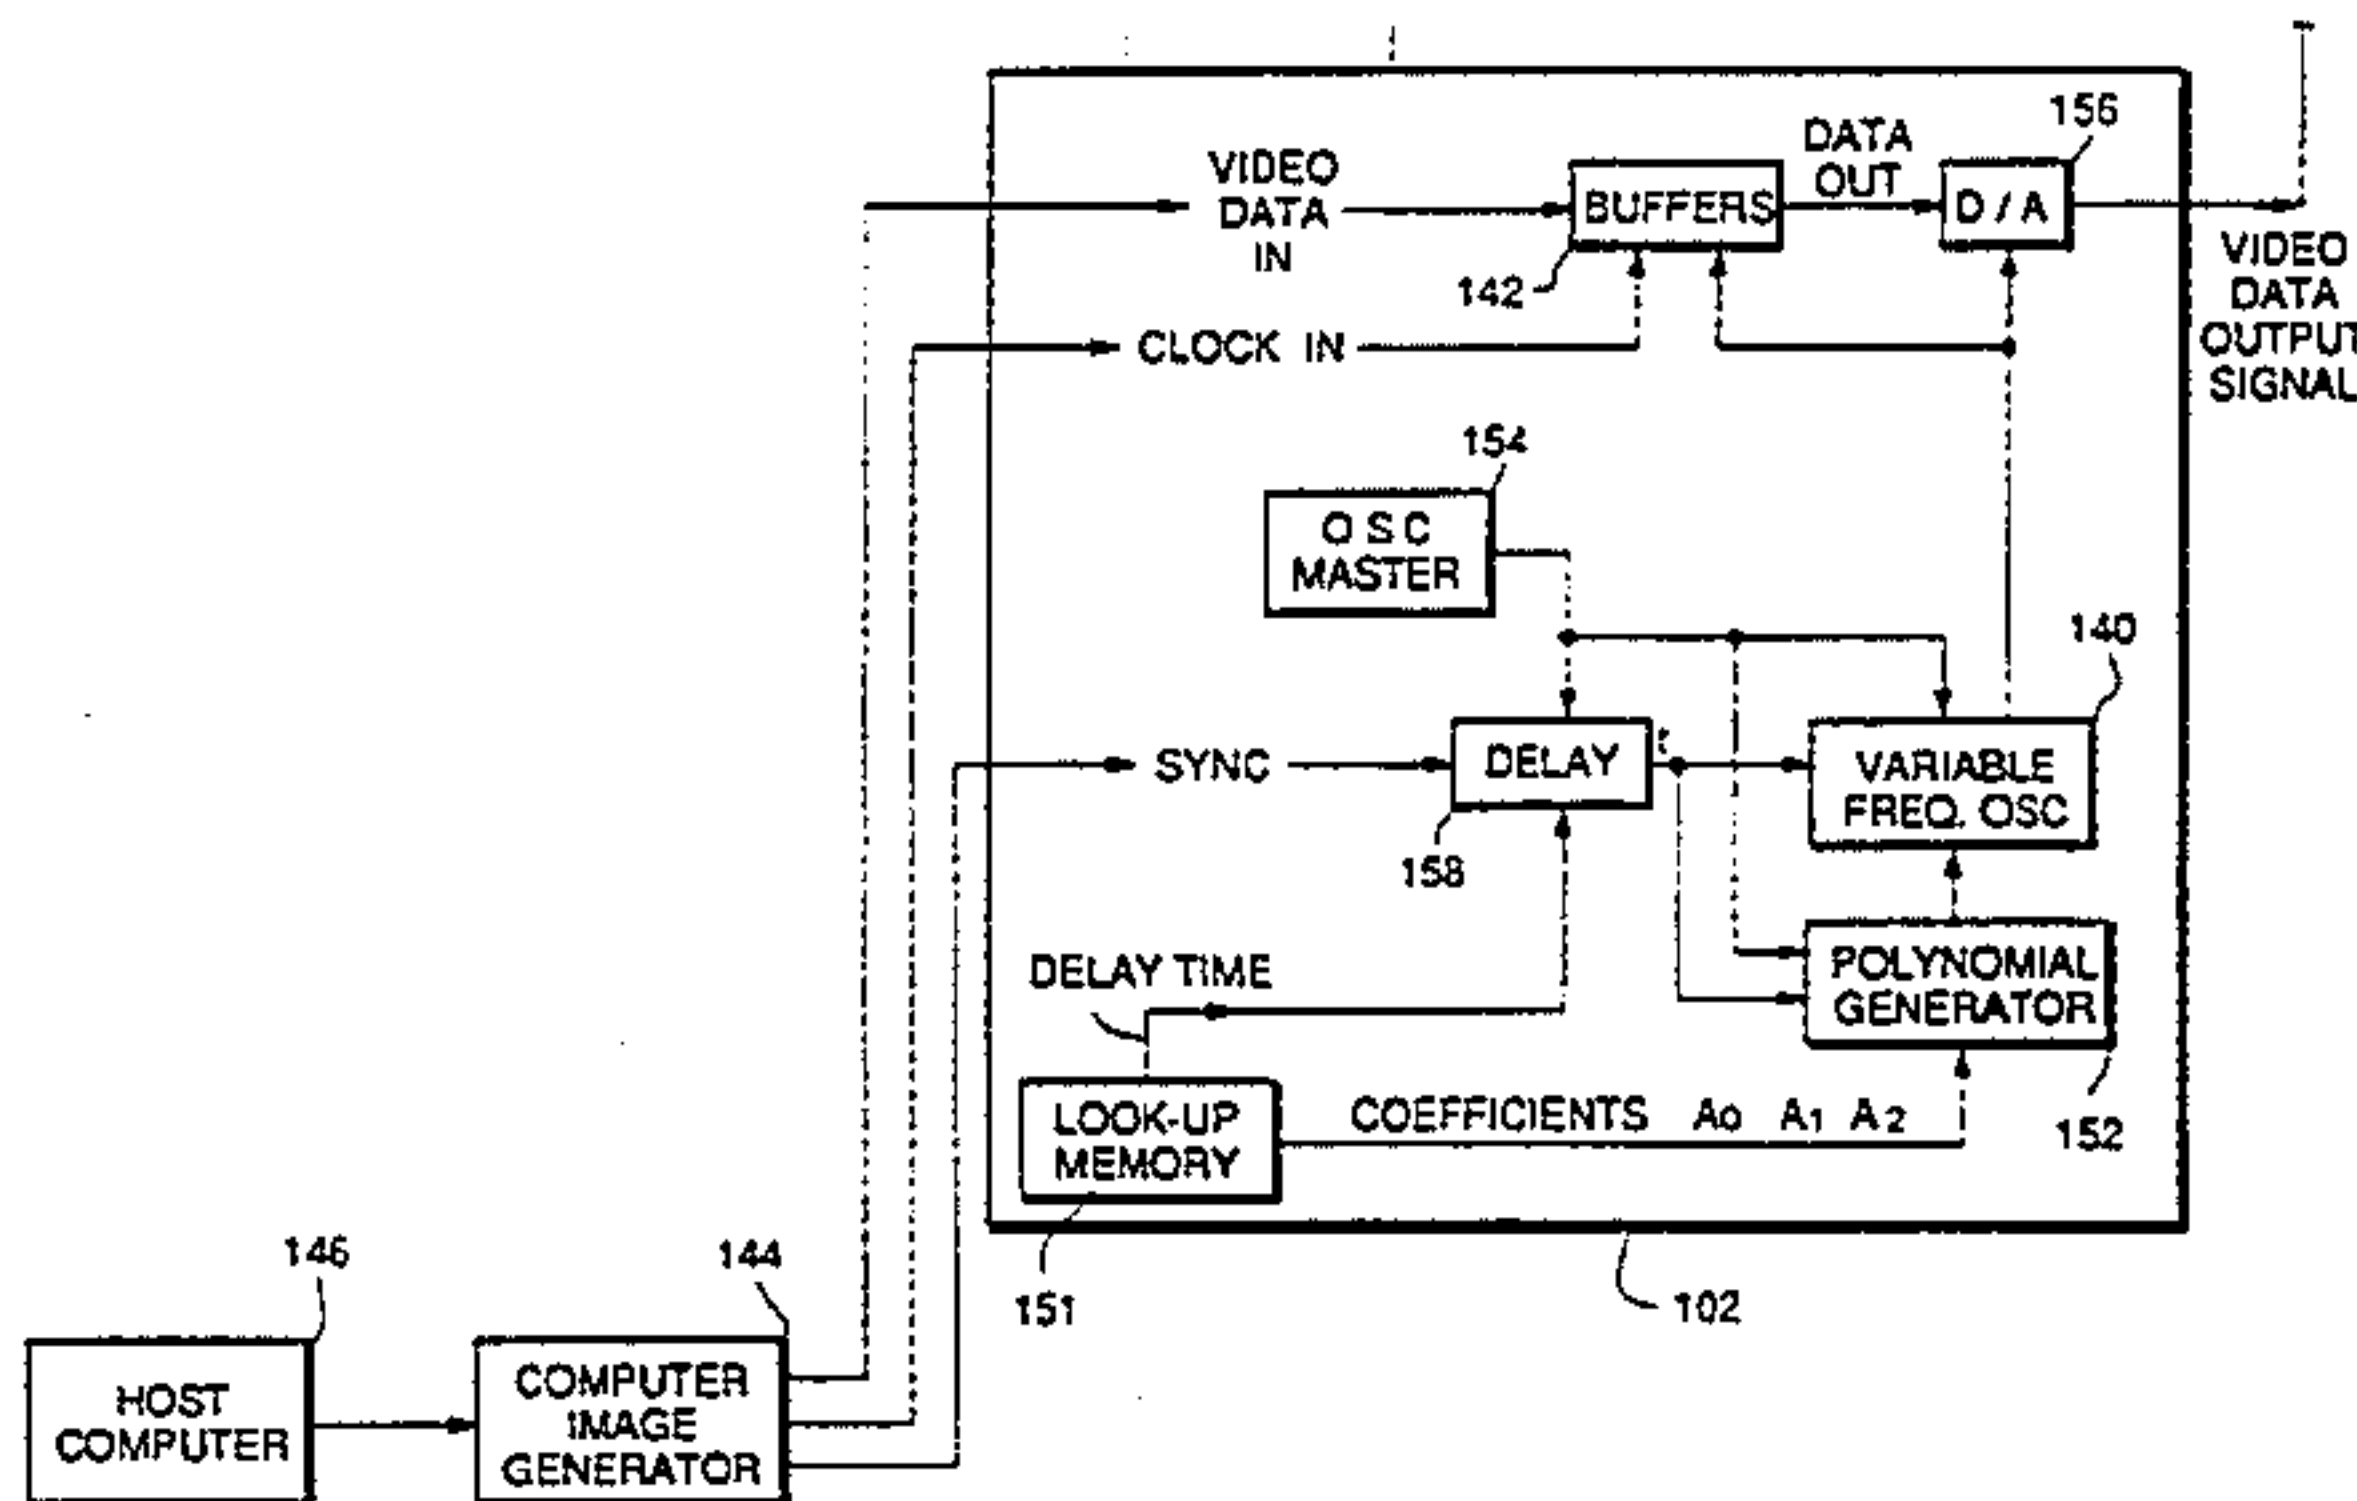 156
DATA
OUT
VIDEO
DATA
IN
BUFFERS
D / A
142
VIDEO
DATA
OUTPUT
SIGNAL
CLOCK IN
154
O S C
MASTER
140
SYNC
DELAY
t
VARIABLE
FREQ. OSC
158
DELAY TIME
POLYNOMIAL
GENERATOR
LOOK-UP
MEMORY
COEFFICIENTS Ao A1 A2
152
146
144
151
102
HOST
COMPUTER
COMPUTER
IMAGE
GENERATOR